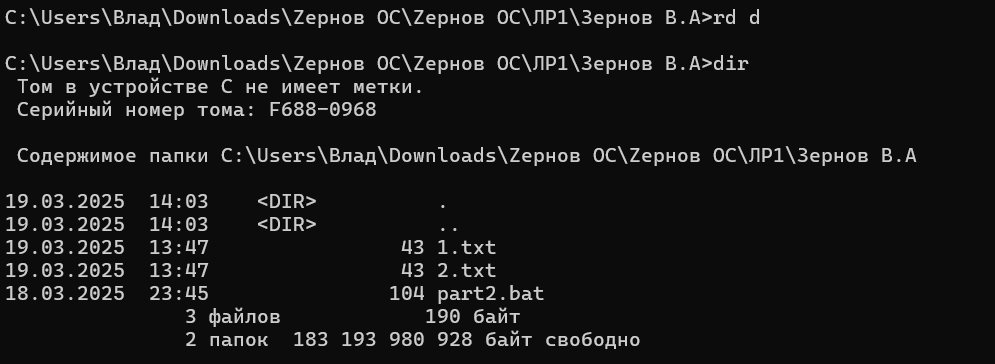 C:\Users\Влад\Downloads\Zернов ОС\Zернов ОС\ЛР1\Зернов В.А>rd d
C:\Users\Влад\Downloads\Zернов ОС\Zернов ОС\ЛР1\Зернов В.А>dir
Том в устройстве C не имеет метки.
Серийный номер тома: F688-0968
Содержимое папки C:\Users\Влад\Downloads\Zернов ОС\Zернов ОС\ЛР1\Зернов В.А
19.03.2025  14:03    <DIR>          .
19.03.2025  14:03    <DIR>          ..
19.03.2025  13:47                43 1.txt
19.03.2025  13:47                43 2.txt
18.03.2025  23:45               104 part2.bat
3 файлов            190 байт
2 папок  183 193 980 928 байт свободно